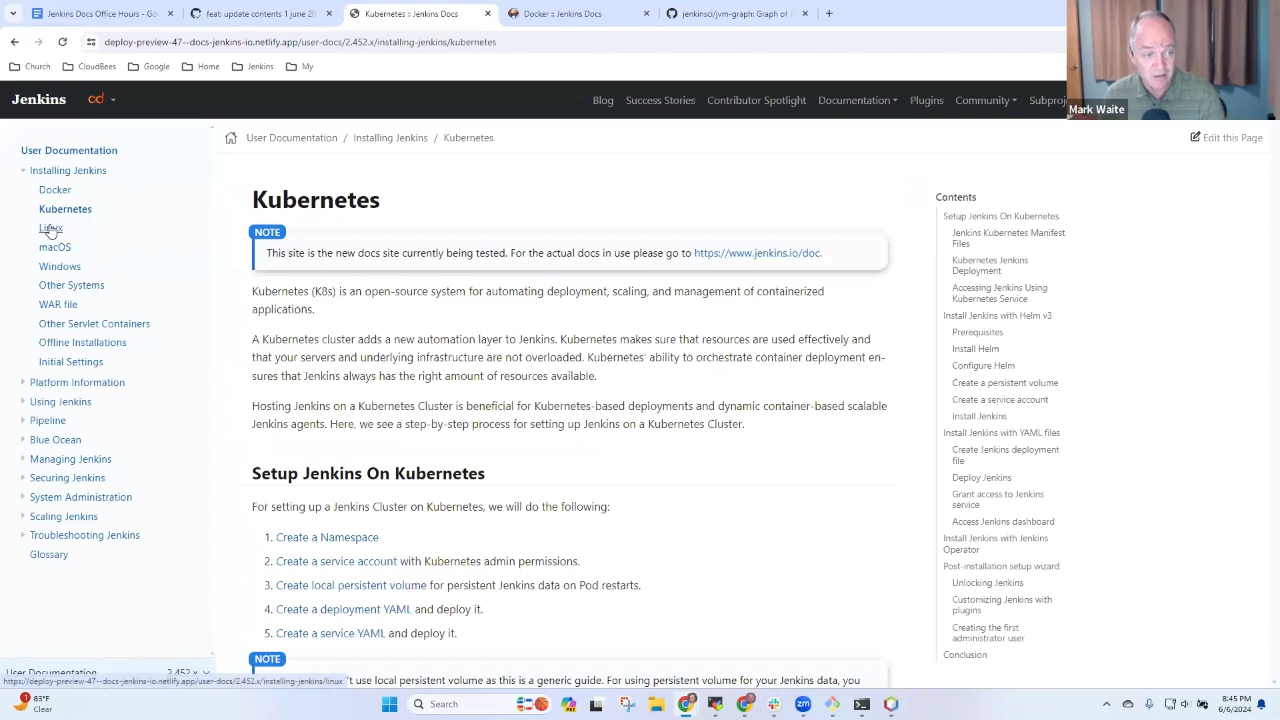 Jenkins Docs Office Hours - Go
feat update contents 1 june 20
Kubernetes :: Jenkins Docs
Docker :: Jenkins Docs
jenkinsci/jvm-graph: Graph of J
deploy-preview-47--docs-jenkins-io.netlify.app/user-docs/2.452.x/installing-jenkins/kubernetes
Church
CloudBees
Google
Home
Jenkins
My
Mark Waite
Jenkins
cd
Blog
Success Stories
Contributor Spotlight
Documentation
Plugins
Community
Subproj
User Documentation / Installing Jenkins / Kubernetes
Edit this Page
User Documentation
Installing Jenkins
Docker
Kubernetes
Linux
macOS
Windows
Other Systems
WAR file
Other Servlet Containers
Offline Installations
Initial Settings
Platform Information
Using Jenkins
Pipeline
Blue Ocean
Managing Jenkins
Securing Jenkins
System Administration
Scaling Jenkins
Troubleshooting Jenkins
Glossary
User Documentation 2.452.x
https://deploy-preview-47--docs-jenkins-io.netlify.app/user-docs/2.452.x/installing-jenkins/linux
Kubernetes
NOTE
This site is the new docs site currently being tested. For the actual docs in use please go to https://www.jenkins.io/doc.
Kubernetes (K8s) is an open-source system for automating deployment, scaling, and management of containerized
applications.
A Kubernetes cluster adds a new automation layer to Jenkins. Kubernetes makes sure that resources are used effectively and
that your servers and underlying infrastructure are not overloaded. Kubernetes' ability to orchestrate container deployment en-
sures that Jenkins always has the right amount of resources available.
Hosting Jenkins on a Kubernetes Cluster is beneficial for Kubernetes-based deployments and dynamic container-based scalable
Jenkins agents. Here, we see a step-by-step process for setting up Jenkins on a Kubernetes Cluster.
Setup Jenkins On Kubernetes
For setting up a Jenkins Cluster on Kubernetes, we will do the following:
1. Create a Namespace
2. Create a service account with Kubernetes admin permissions.
3. Create local persistent volume for persistent Jenkins data on Pod restarts.
4. Create a deployment YAML and deploy it.
5. Create a service YAML and deploy it.
NOTE
't use local persistent volume as this is a generic guide. For using persistent volume for your Jenkins data, you
Contents
Setup Jenkins On Kubernetes
Jenkins Kubernetes Manifest
Files
Kubernetes Jenkins
Deployment
Accessing Jenkins Using
Kubernetes Service
Install Jenkins with Helm v3
Prerequisites
Install Helm
Configure Helm
Create a persistent volume
Create a service account
Install Jenkins
Install Jenkins with YAML files
Create Jenkins deployment
file
Deploy Jenkins
Grant access to Jenkins
service
Access Jenkins dashboard
Install Jenkins with Jenkins
Operator
Post-installation setup wizard
Unlocking Jenkins
Customizing Jenkins with
plugins
Creating the first
administrator user
Conclusion
83°F
Clear
Search
8:45 PM
6/6/2024